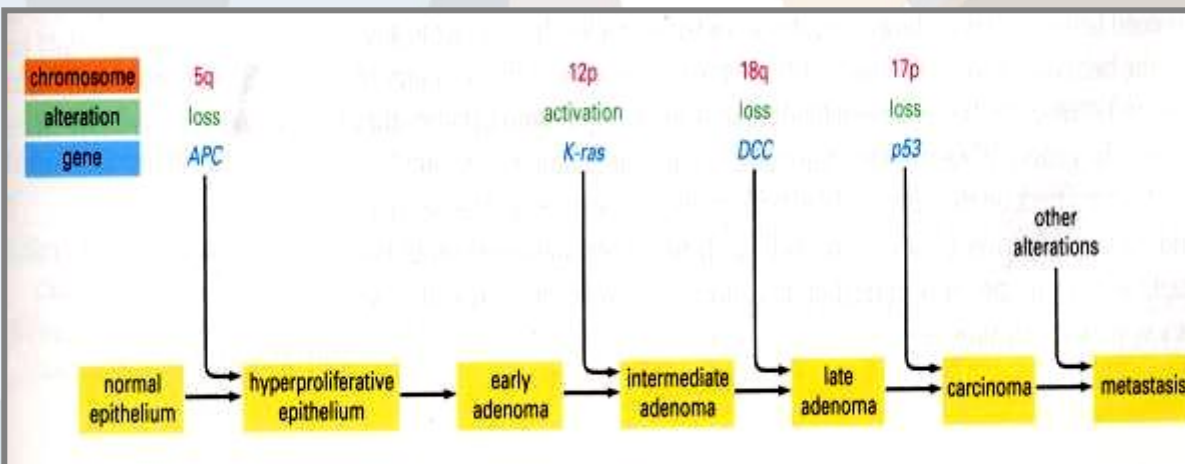 chromosome 5q 12p 18q 17p
alteration loss activation loss loss
gene APC K-ras DCC p53
other
alterations
normal
epithelium
hyperproliferative
epithelium
early
adenoma
intermediate
adenoma
late
adenoma
carcinoma
metastasis